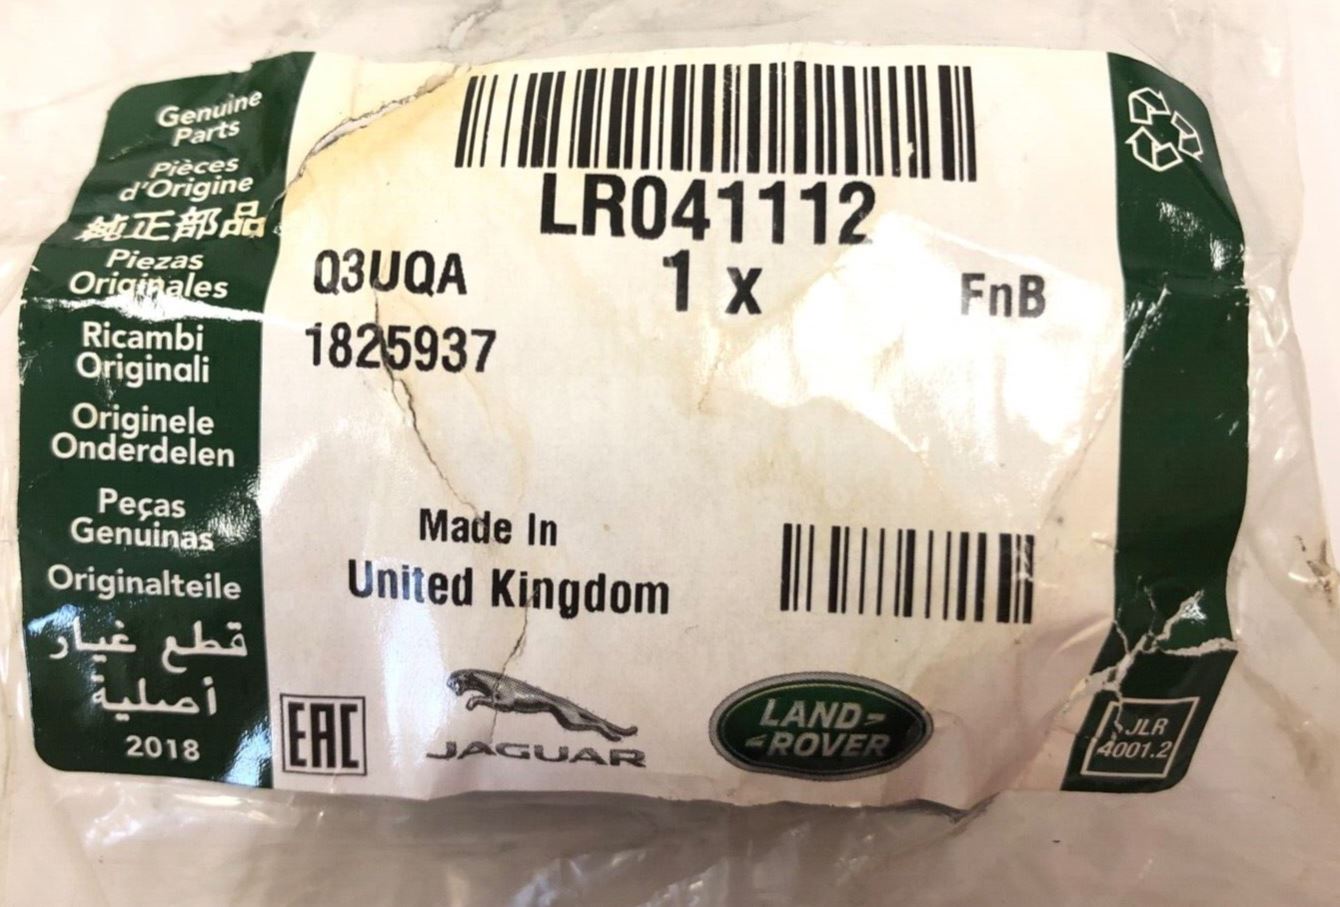 Genuine
Parts
Pièces
d'Origine
純正部品
Piezas
Originales
Ricambi
Originali
Originele
Onderdelen
Peças
Genuinas
Originalteile
قطع غيار
أصلية
2018
LR041112
Q3UQA
1 x
FnB
1825937
Made In
United Kingdom
EAC
JAGUAR
LAND-
-ROVER
JLR
4001.2